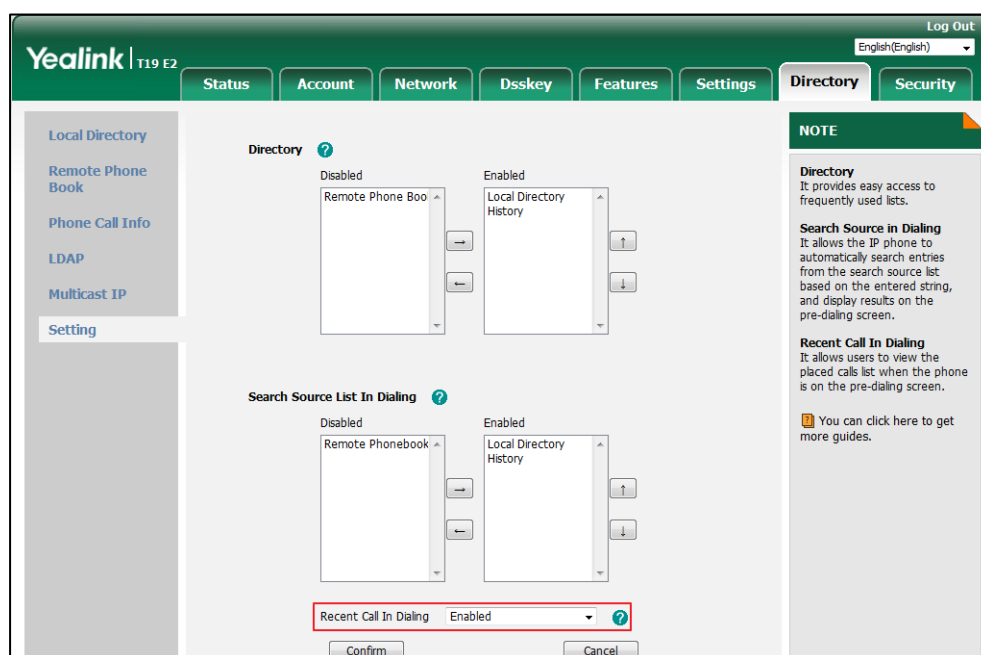 Log Out
English(English)
Yealink | T19 E2
Status Account Network Dsskey Features Settings Directory Security
Local Directory
Remote Phone
Book
Phone Call Info
LDAP
Multicast IP
Setting
Directory ?
Disabled Enabled
Remote Phone Boo
Local Directory
History
→
←
↑
↓
Search Source List In Dialing ?
Disabled Enabled
Remote Phonebook
Local Directory
History
→
←
↑
↓
Recent Call In Dialing Enabled ?
Confirm Cancel
NOTE
Directory
It provides easy access to
frequently used lists.
Search Source in Dialing
It allows the IP phone to
automatically search entries
from the search source list
based on the entered string,
and display results on the
pre-dialing screen.
Recent Call In Dialing
It allows users to view the
placed calls list when the phone
is on the pre-dialing screen.
? You can click here to get
more guides.